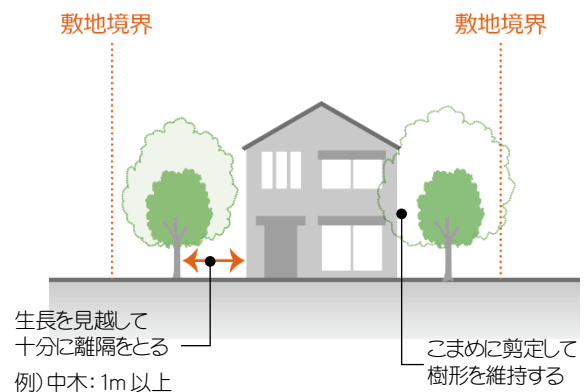 敷地境界
敷地境界
生長を見越して
十分に離隔をとる
例)中木：1m以上
こまめに剪定して
樹形を維持する